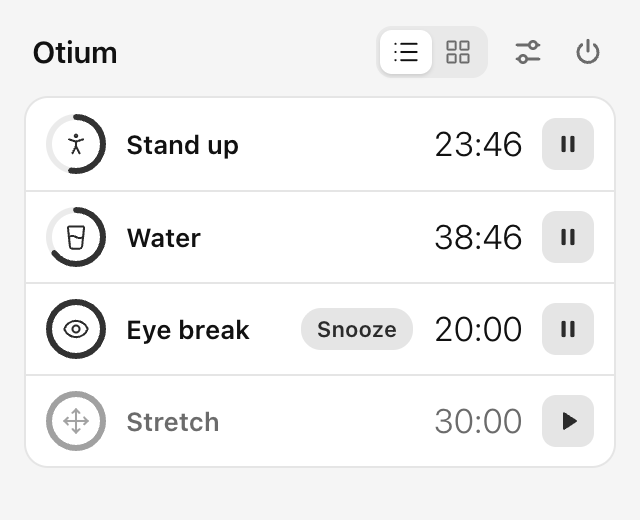 Otium
Stand up 23:46
Water 38:46
Eye break Snooze 20:00
Stretch 30:00